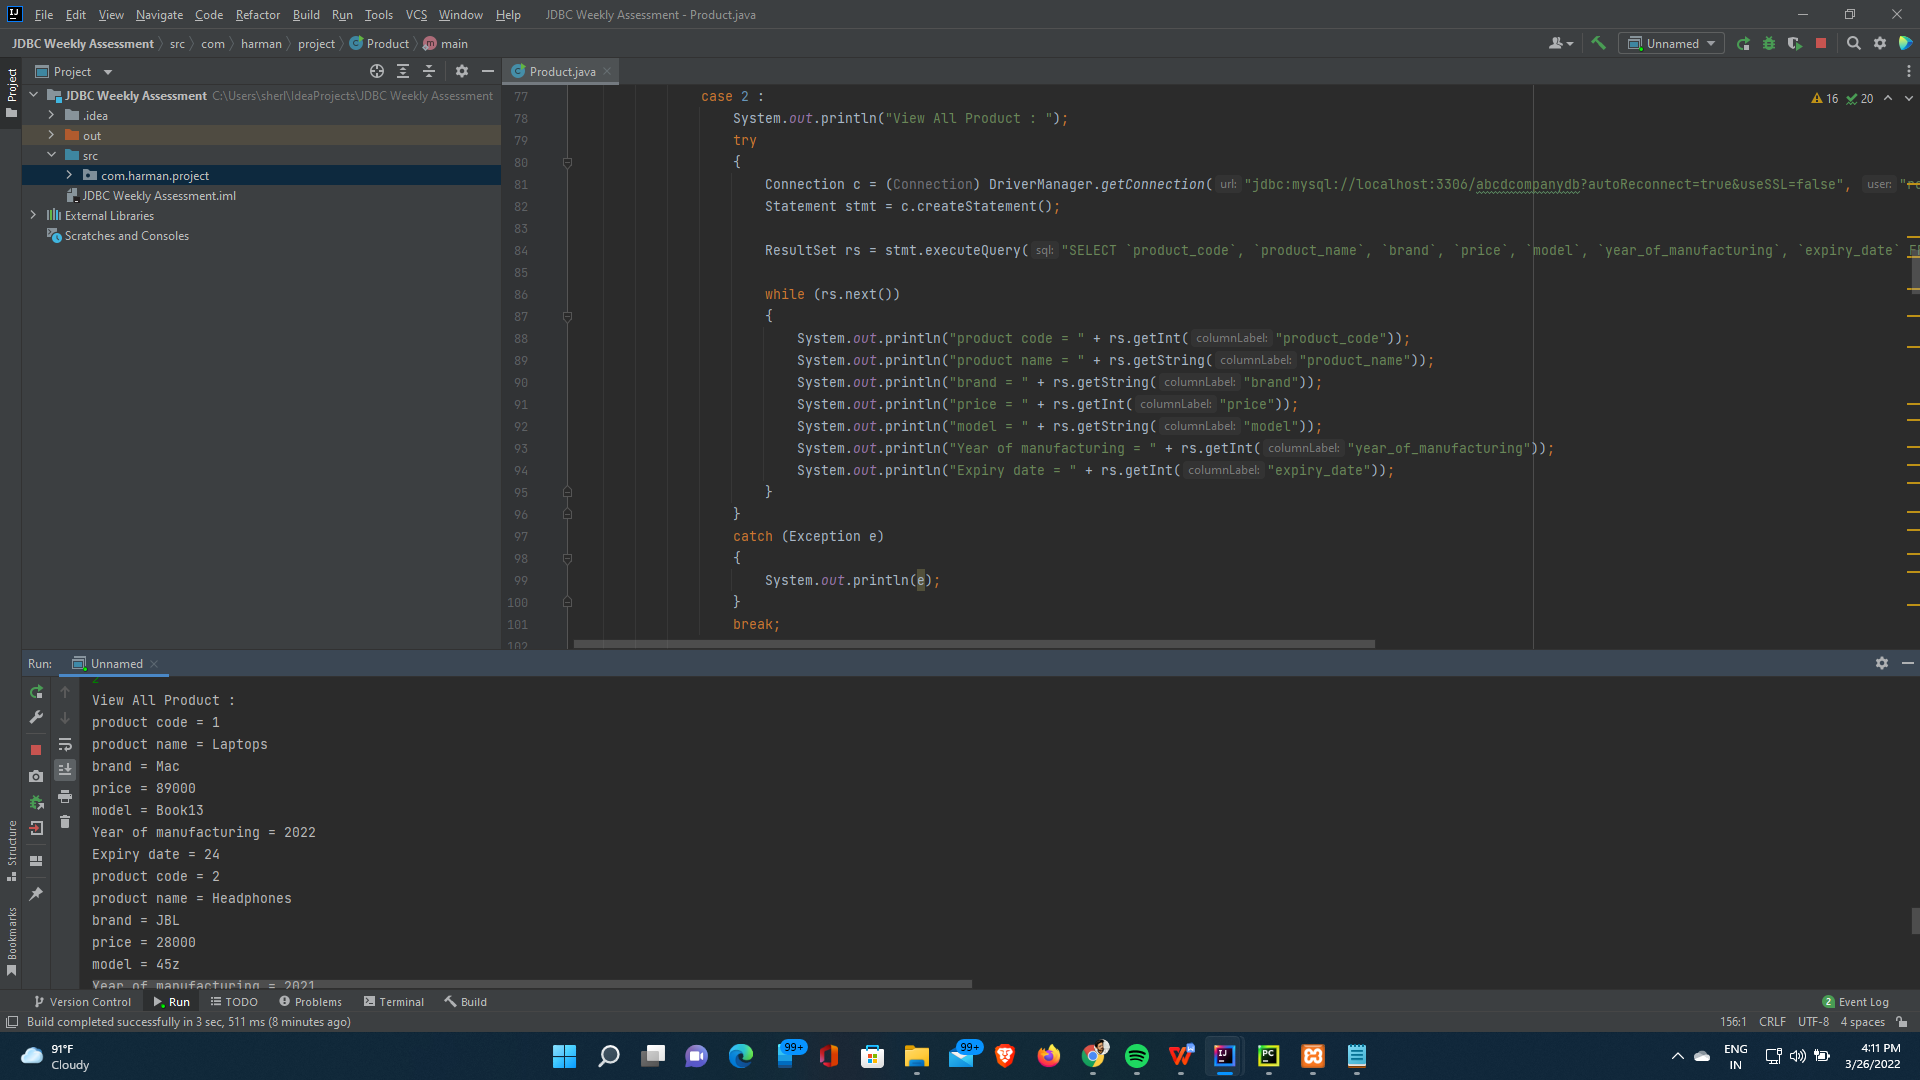 File Edit View Navigate Code Refactor Build Run Tools VCS Window Help JDBC Weekly Assessment - Product.java
JDBC Weekly Assessment src com harman project Product main
Unnamed
Project
Product.java
Project
JDBC Weekly Assessment C:\Users\sherl\IdeaProjects\JDBC Weekly Assessment
.idea
out
src
com.harman.project
JDBC Weekly Assessment.iml
External Libraries
Scratches and Consoles
16 20
77 case 2 :
78 System.out.println("View All Product : ");
79 try
80 {
81 Connection c = (Connection) DriverManager.getConnection( url: "jdbc:mysql://localhost:3306/abcdcompanydb?autoReconnect=true&useSSL=false", user:
82 Statement stmt = c.createStatement();
83
84 ResultSet rs = stmt.executeQuery( sql: "SELECT `product_code`, `product_name`, `brand`, `price`, `model`, `year_of_manufacturing`, `expiry_date`
85
86 while (rs.next())
87 {
88 System.out.println("product code = " + rs.getInt( columnLabel: "product_code"));
89 System.out.println("product name = " + rs.getString( columnLabel: "product_name"));
90 System.out.println("brand = " + rs.getString( columnLabel: "brand"));
91 System.out.println("price = " + rs.getInt( columnLabel: "price"));
92 System.out.println("model = " + rs.getString( columnLabel: "model"));
93 System.out.println("Year of manufacturing = " + rs.getInt( columnLabel: "year_of_manufacturing"));
94 System.out.println("Expiry date = " + rs.getInt( columnLabel: "expiry_date"));
95 }
96 }
97 catch (Exception e)
98 {
99 System.out.println(e);
100 }
101 break;
102
Run: Unnamed
2
View All Product :
product code = 1
product name = Laptops
brand = Mac
price = 89000
model = Book13
Year of manufacturing = 2022
Expiry date = 24
product code = 2
product name = Headphones
brand = JBL
price = 28000
model = 45z
Year of manufacturing = 2021
Structure
Bookmarks
Version Control Run TODO Problems Terminal Build
2 Event Log
Build completed successfully in 3 sec, 511 ms (8 minutes ago)
156:1 CRLF UTF-8 4 spaces
91°F
Cloudy
99+
99+
ENG
IN
4:11 PM
3/26/2022